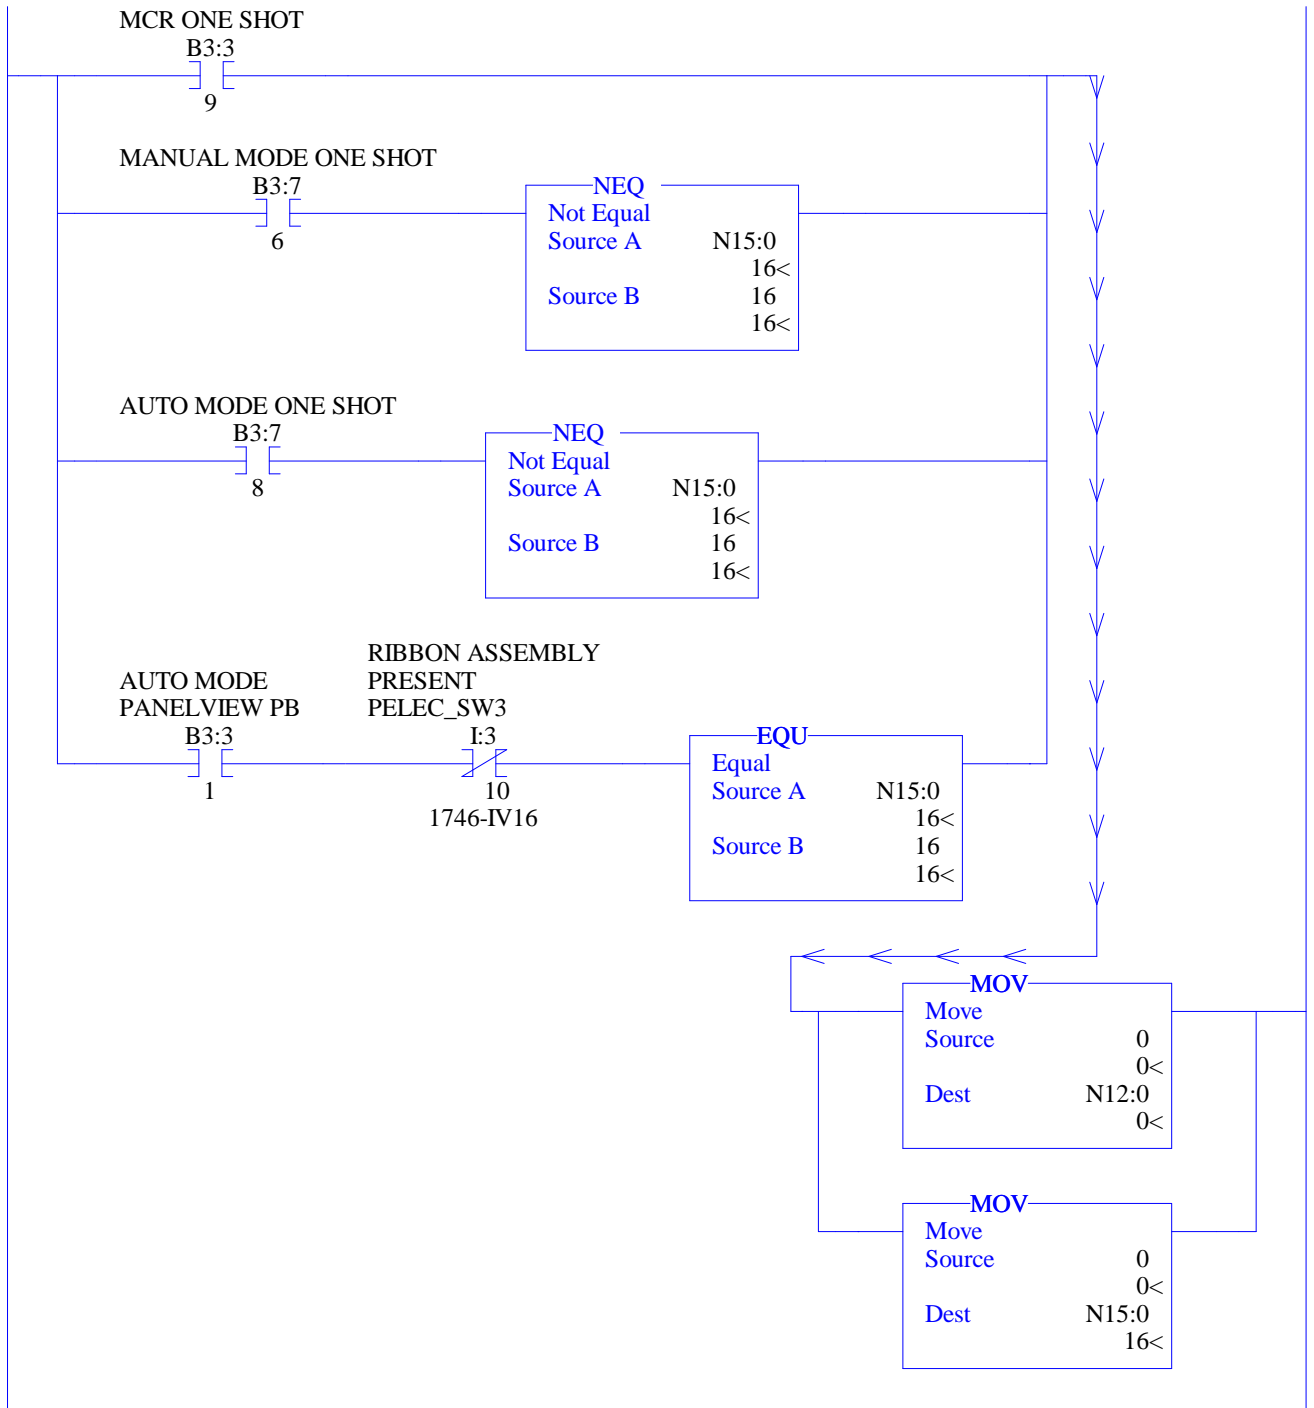 MCR ONE SHOT
B3:3
9
MANUAL MODE ONE SHOT
B3:7
6
NEQ
Not Equal
Source A N15:0
16<
Source B 16
16<
AUTO MODE ONE SHOT
B3:7
8
NEQ
Not Equal
Source A N15:0
16<
Source B 16
16<
AUTO MODE
PANELVIEW PB
B3:3
1
RIBBON ASSEMBLY
PRESENT
PELEC_SW3
I:3
10
1746-IV16
EQU
Equal
Source A N15:0
16<
Source B 16
16<
MOV
Move
Source 0
0<
Dest N12:0
0<
MOV
Move
Source 0
0<
Dest N15:0
16<